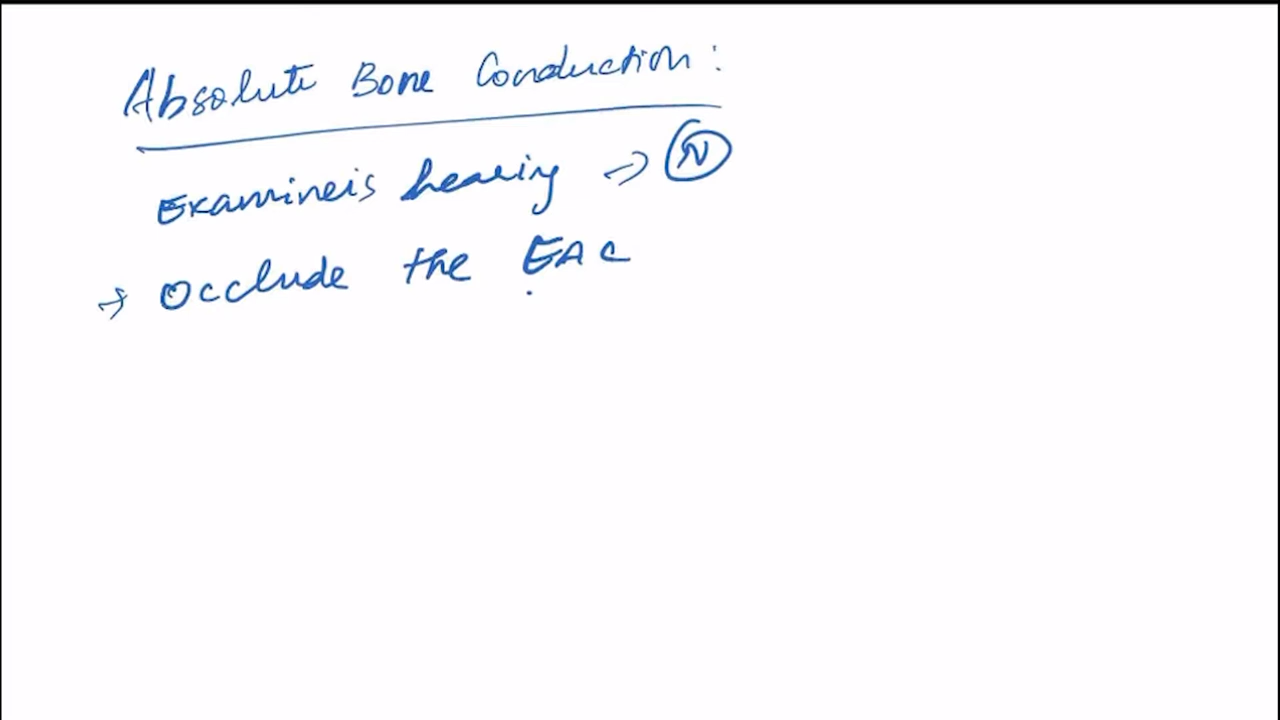 Absolute Bone Conduction:
Examiner's hearing → N
→ Occlude the EAC